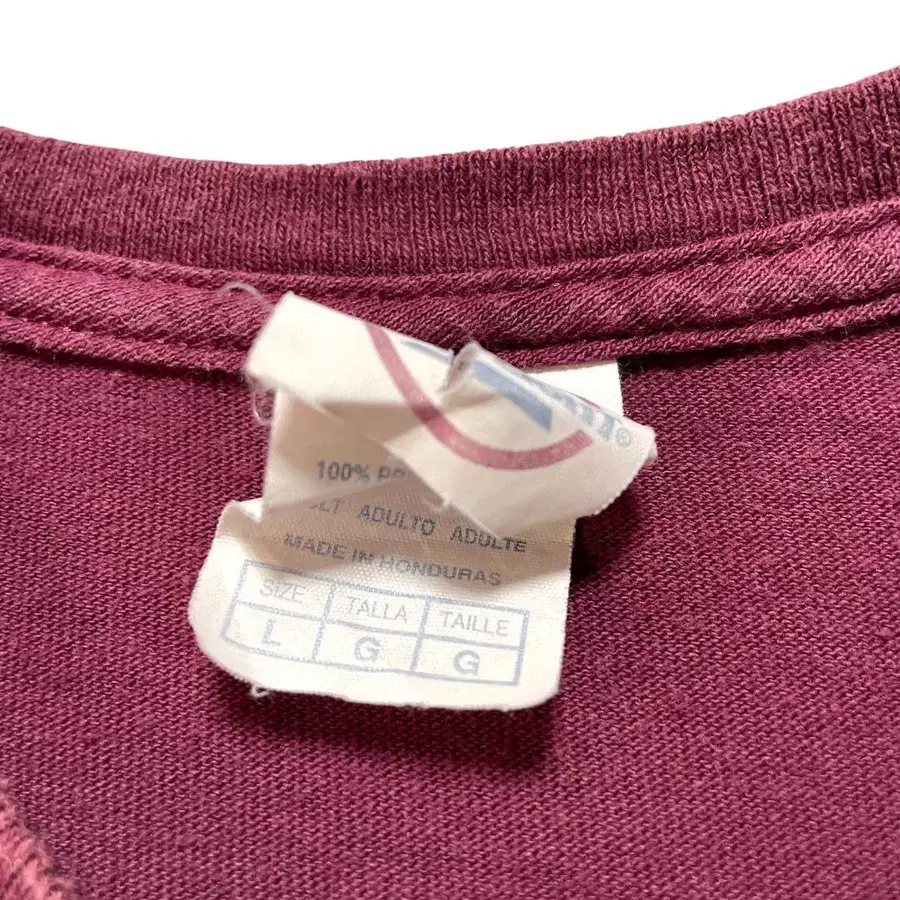 ®
100%
ADULTO ADULTE
MADE IN HONDURAS
SIZE TALLA TAILLE
L G G